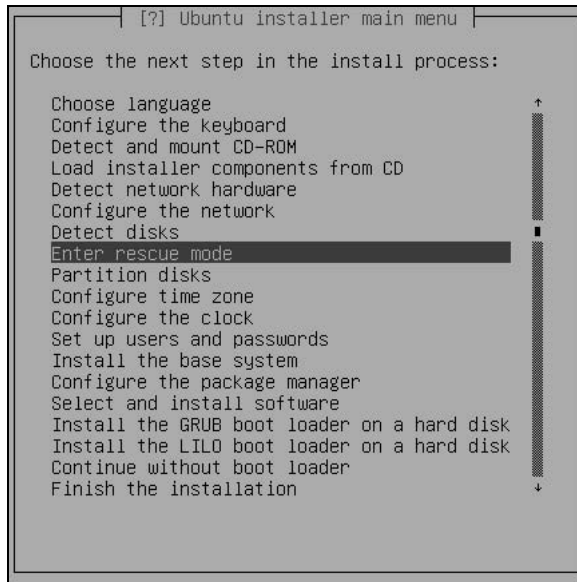 [?] Ubuntu installer main menu
Choose the next step in the install process:
Choose language
Configure the keyboard
Detect and mount CD-ROM
Load installer components from CD
Detect network hardware
Configure the network
Detect disks
Enter rescue mode
Partition disks
Configure time zone
Configure the clock
Set up users and passwords
Install the base system
Configure the package manager
Select and install software
Install the GRUB boot loader on a hard disk
Install the LILO boot loader on a hard disk
Continue without boot loader
Finish the installation